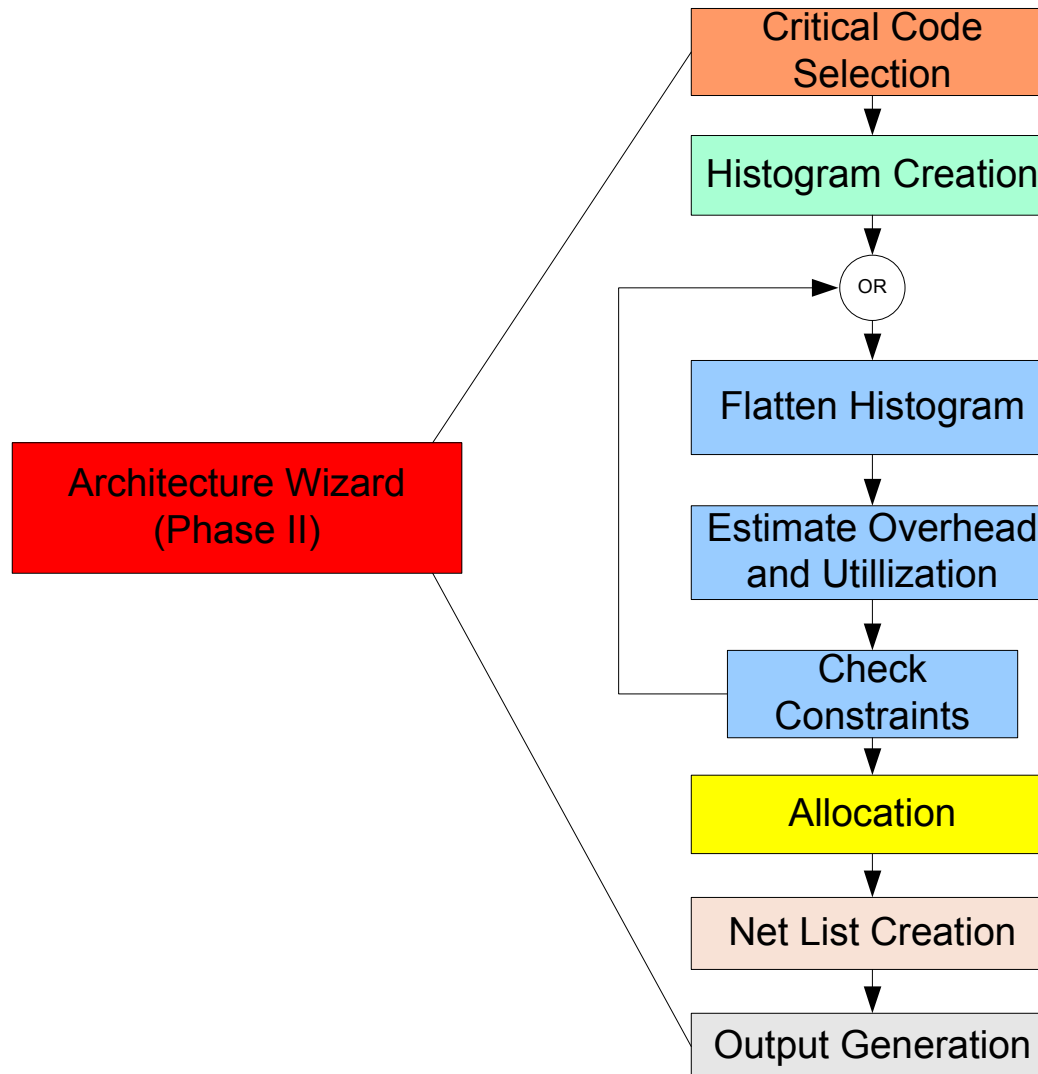 Critical Code
Selection
Histogram Creation
OR
Flatten Histogram
Architecture Wizard
(Phase II)
Estimate Overhead
and Utillization
Check
Constraints
Allocation
Net List Creation
Output Generation